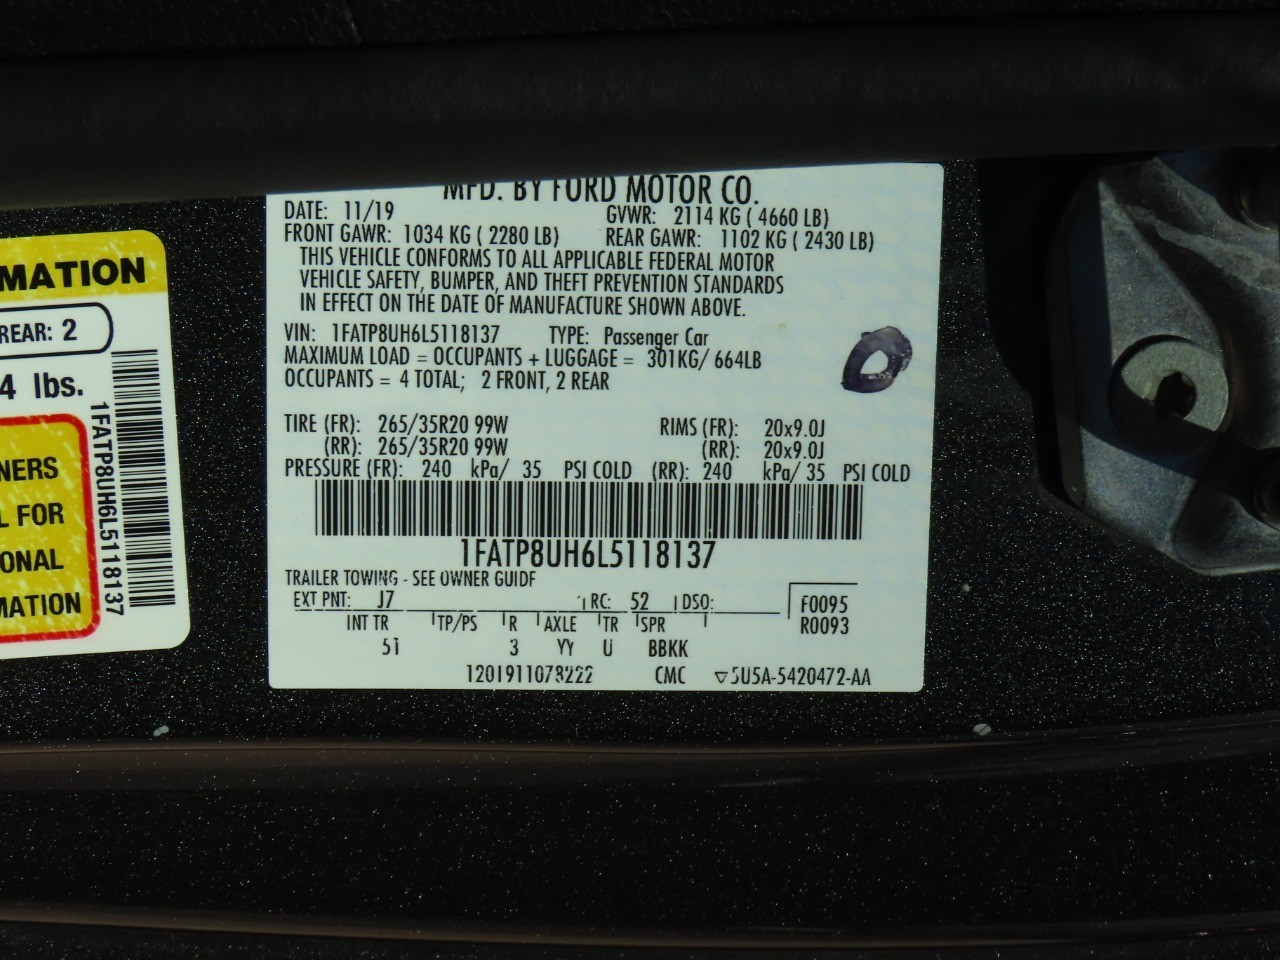 MFD. BY FORD MOTOR CO.
DATE: 11/19 GVWR: 2114 KG ( 4660 LB)
FRONT GAWR: 1034 KG ( 2280 LB) REAR GAWR: 1102 KG ( 2430 LB)
THIS VEHICLE CONFORMS TO ALL APPLICABLE FEDERAL MOTOR
VEHICLE SAFETY, BUMPER, AND THEFT PREVENTION STANDARDS
IN EFFECT ON THE DATE OF MANUFACTURE SHOWN ABOVE.
VIN: 1FATP8UH6L5118137 TYPE: Passenger Car
MAXIMUM LOAD = OCCUPANTS + LUGGAGE = 301KG/ 664LB
OCCUPANTS = 4 TOTAL; 2 FRONT, 2 REAR
TIRE (FR): 265/35R20 99W RIMS (FR): 20x9.0J
(RR): 265/35R20 99W (RR): 20x9.0J
PRESSURE (FR): 240 kPa/ 35 PSI COLD (RR): 240 kPa/ 35 PSI COLD
1FATP8UH6L5118137
TRAILER TOWING - SEE OWNER GUIDE
EXT PNT: J7 RC: 52 DSO: F0095
R0093
INT TR TP/PS R AXLE TR SPR
51 3 YY U BBKK
CMC ▽5U5A-5420472-AA
MATION
REAR: 2
4 lbs.
1FATP8UH6L5118137
NERS
L FOR
ONAL
MATION